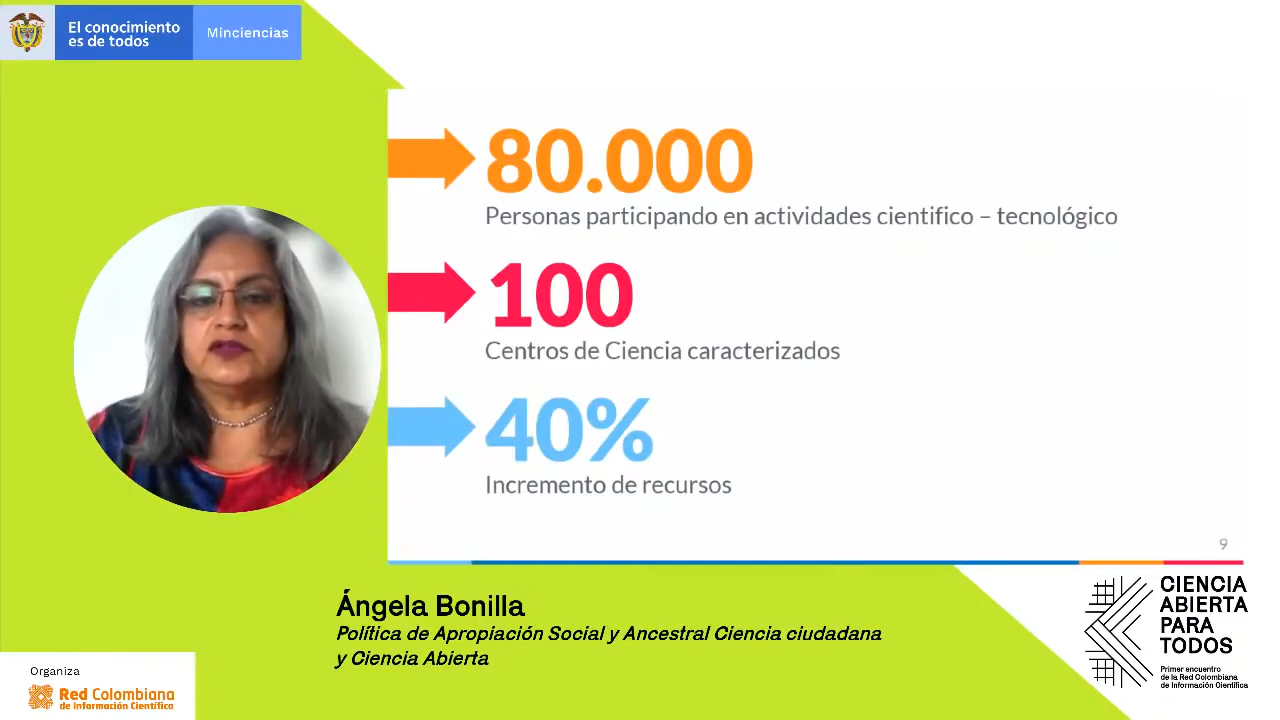 El conocimiento
es de todos
Minciencias
80.000
Personas participando en actividades cientifico – tecnológico
100
Centros de Ciencia caracterizados
40%
Incremento de recursos
9
Ángela Bonilla
Política de Apropiación Social y Ancestral Ciencia ciudadana
y Ciencia Abierta
Organiza
Red Colombiana
de Información Científica
CIENCIA
ABIERTA
PARA
TODOS
Primer encuentro
de la Red Colombiana
de Información Científica